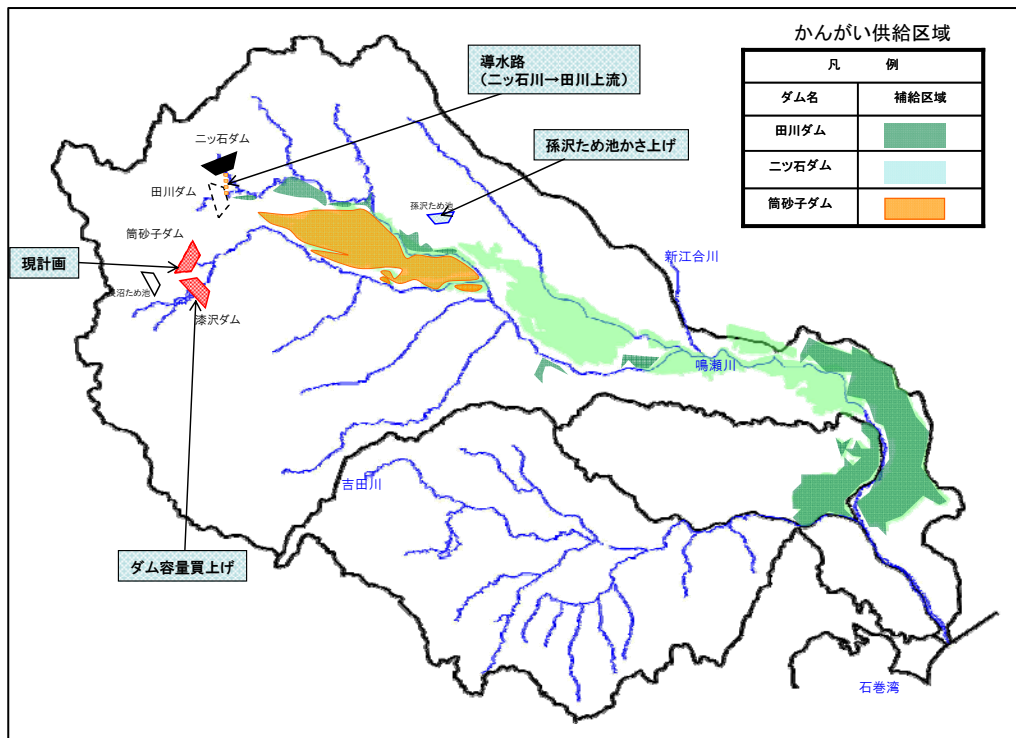 かんがい供給区域
凡 例
ダム名 補給区域
田川ダム
二ッ石ダム
筒砂子ダム
導水路
（二ッ石川→田川上流）
孫沢ため池かさ上げ
二ッ石ダム
田川ダム
孫沢ため池
筒砂子ダム
現計画
沼ため池
漆沢ダム
新江合川
鳴瀬川
吉田川
ダム容量買上げ
石巻湾